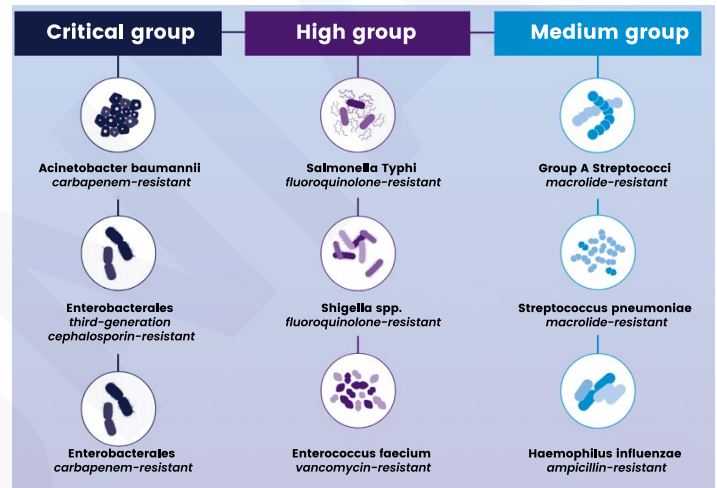 Critical group
High group
Medium group
Acinetobacter baumannii
carbapenem-resistant
Salmonella Typhi
fluoroquinolone-resistant
Group A Streptococci
macrolide-resistant
Enterobacterales
third-generation
cephalosporin-resistant
Shigella spp.
fluoroquinolone-resistant
Streptococcus pneumoniae
macrolide-resistant
Enterobacterales
carbapenem-resistant
Enterococcus faecium
vancomycin-resistant
Haemophilus influenzae
ampicillin-resistant